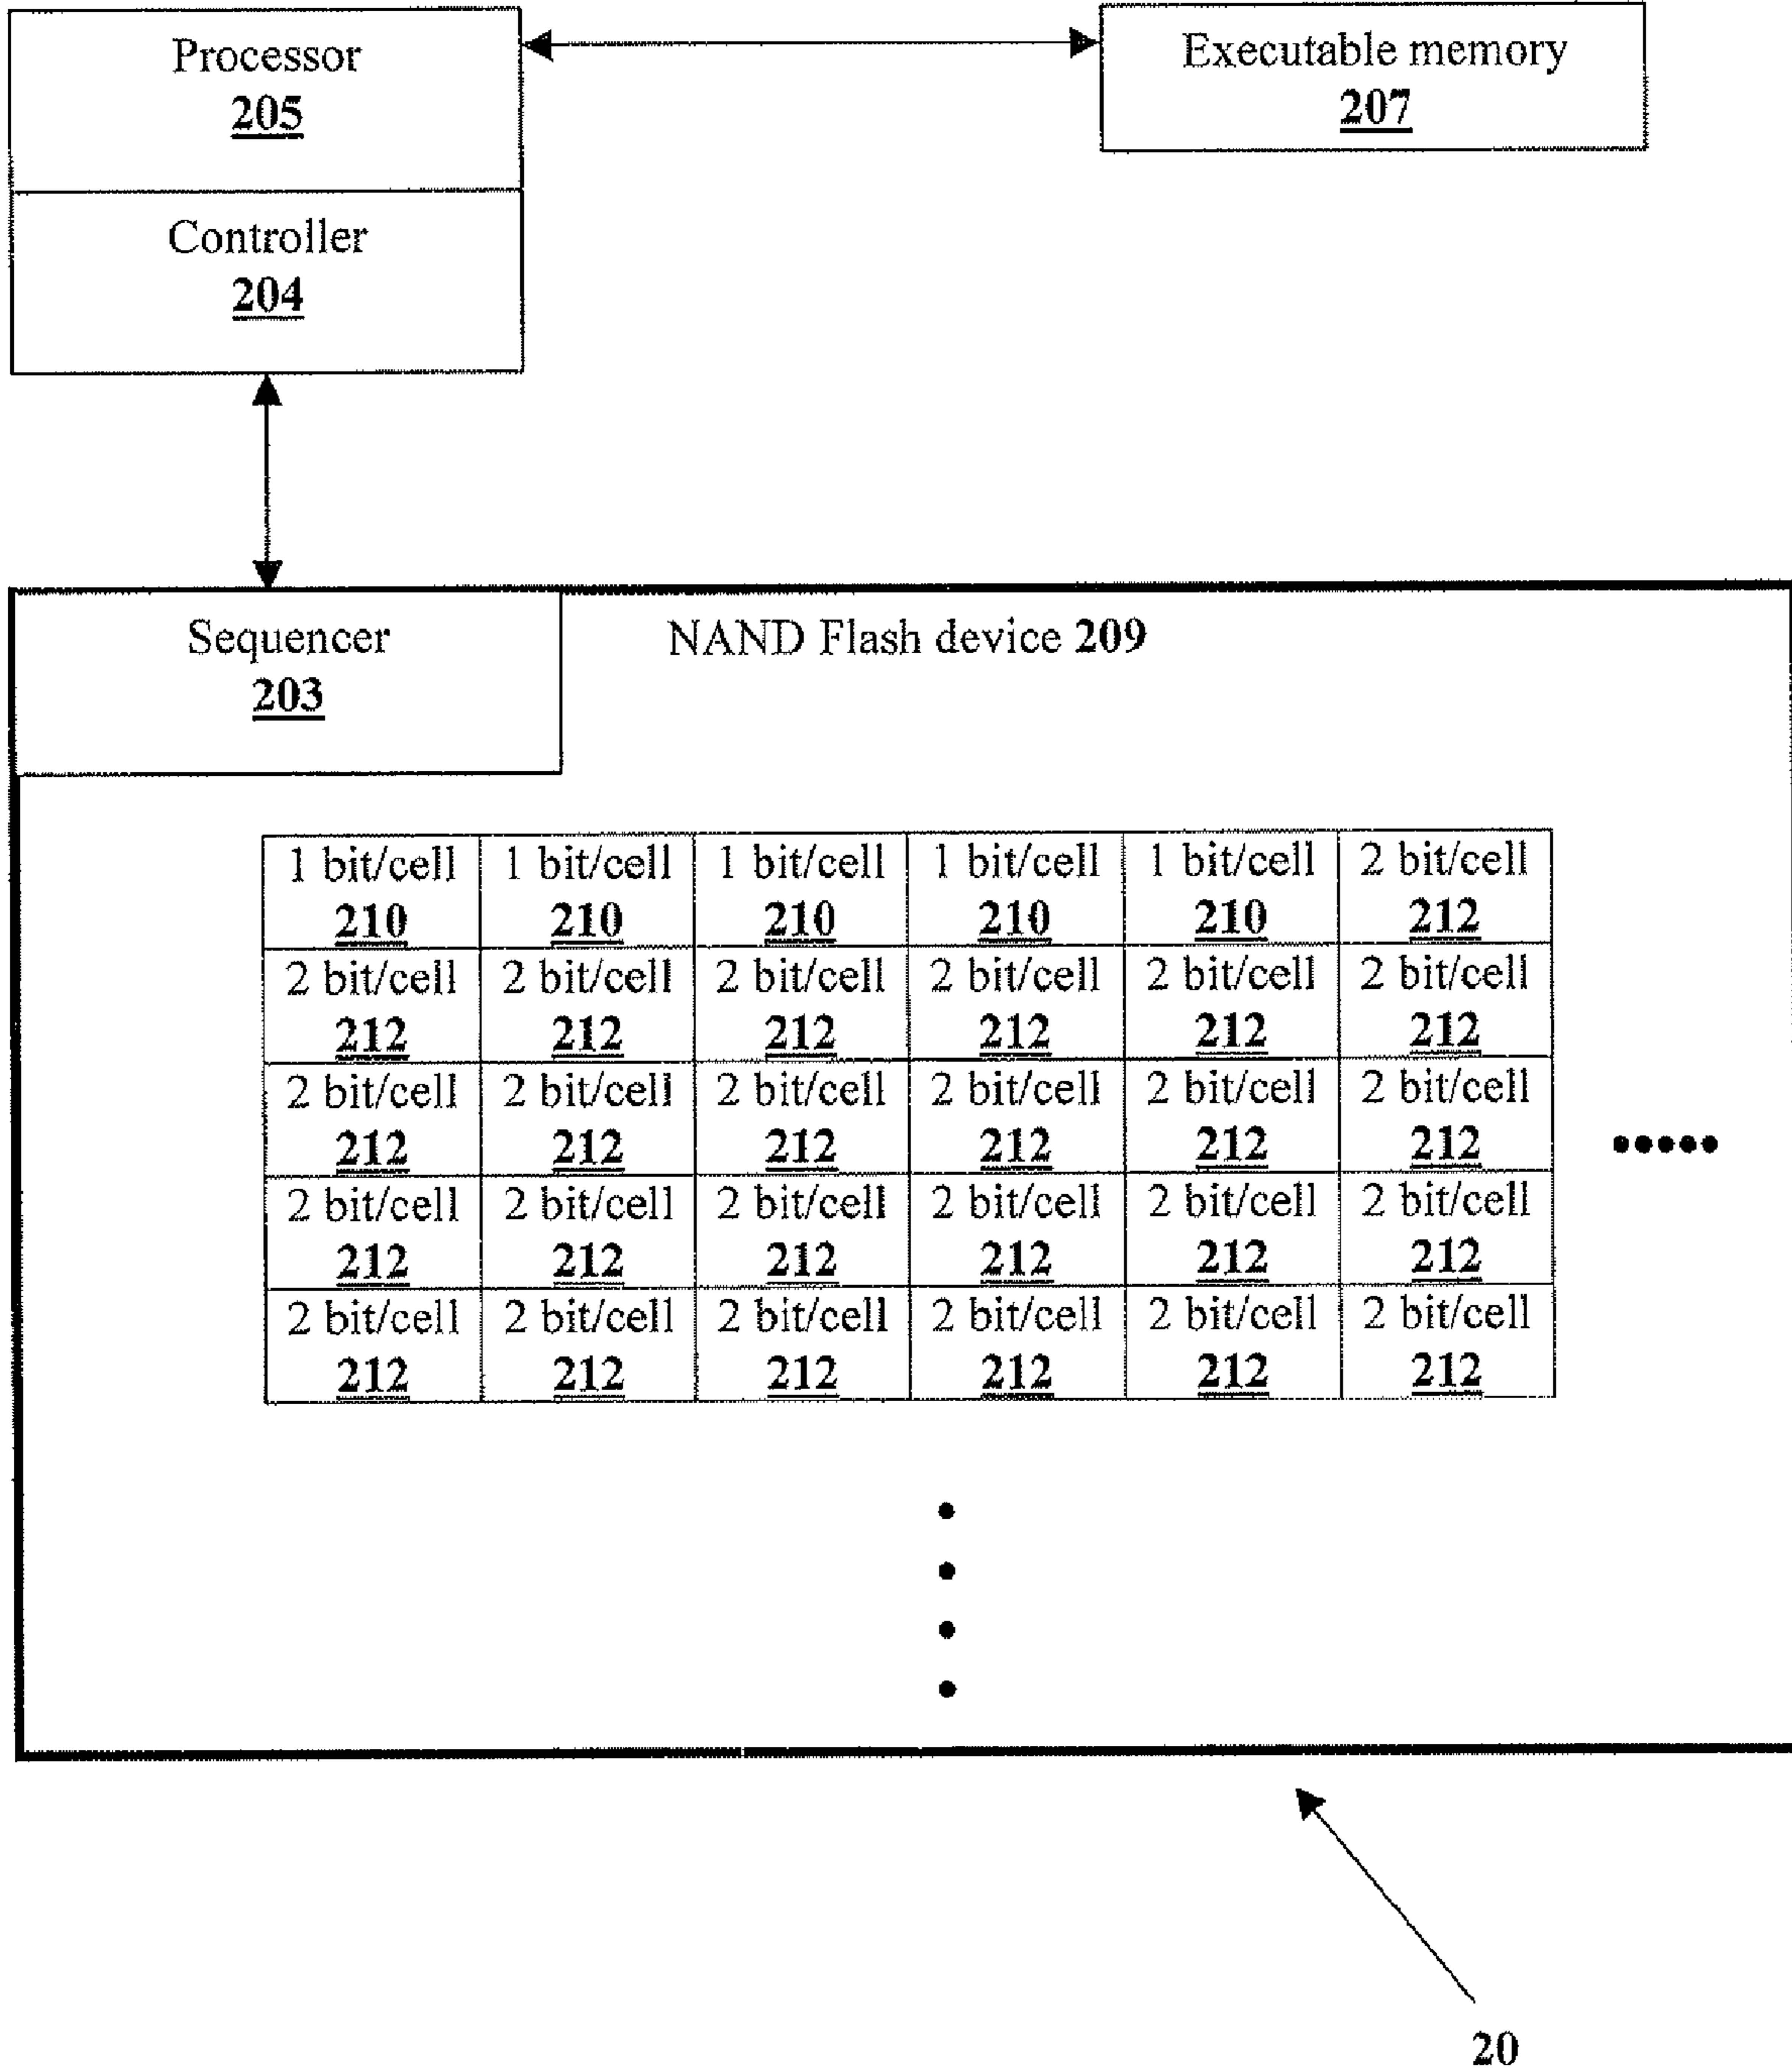 Processor
205
Executable memory
207
Controller
204
Sequencer
203
NAND Flash device 209
1 bit/cell 1 bit/cell 1 bit/cell 1 bit/cell 1 bit/cell 2 bit/cell
210 210 210 210 210 212
2 bit/cell 2 bit/cell 2 bit/cell 2 bit/cell 2 bit/cell 2 bit/cell
212 212 212 212 212 212
2 bit/cell 2 bit/cell 2 bit/cell 2 bit/cell 2 bit/cell 2 bit/cell
212 212 212 212 212 212
2 bit/cell 2 bit/cell 2 bit/cell 2 bit/cell 2 bit/cell 2 bit/cell
212 212 212 212 212 212
2 bit/cell 2 bit/cell 2 bit/cell 2 bit/cell 2 bit/cell 2 bit/cell
212 212 212 212 212 212
20